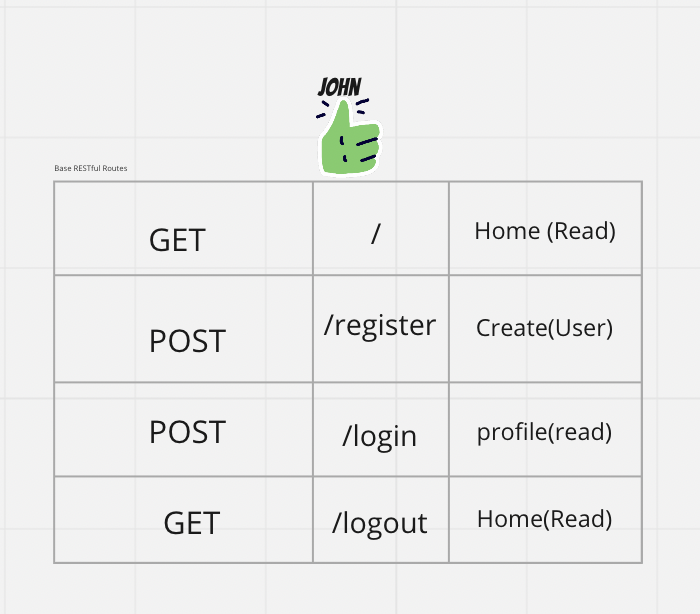 JOHN
Base RESTful Routes
GET / Home (Read)
POST /register Create(User)
POST /login profile(read)
GET /logout Home(Read)